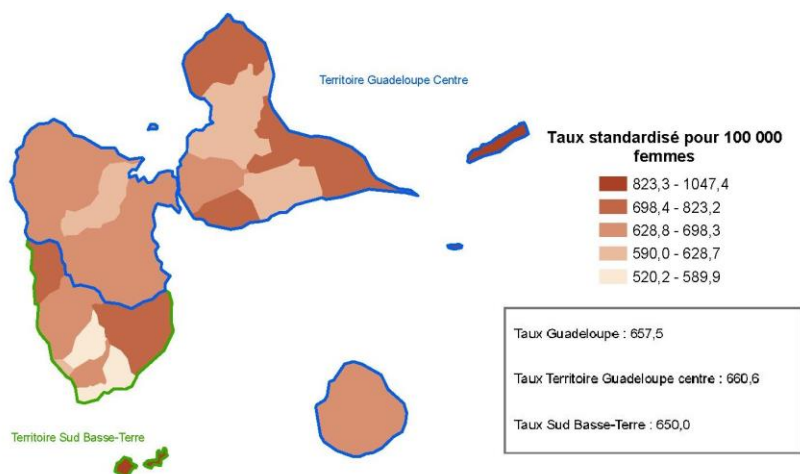 Territoire Guadeloupe Centre
Taux standardisé pour 100 000
femmes
823,3 - 1047,4
698,4 - 823,2
628,8 - 698,3
590,0 - 628,7
520,2 - 589,9
Taux Guadeloupe : 657,5
Taux Territoire Guadeloupe centre : 660,6
Taux Sud Basse-Terre : 650,0
Territoire Sud Basse-Terre